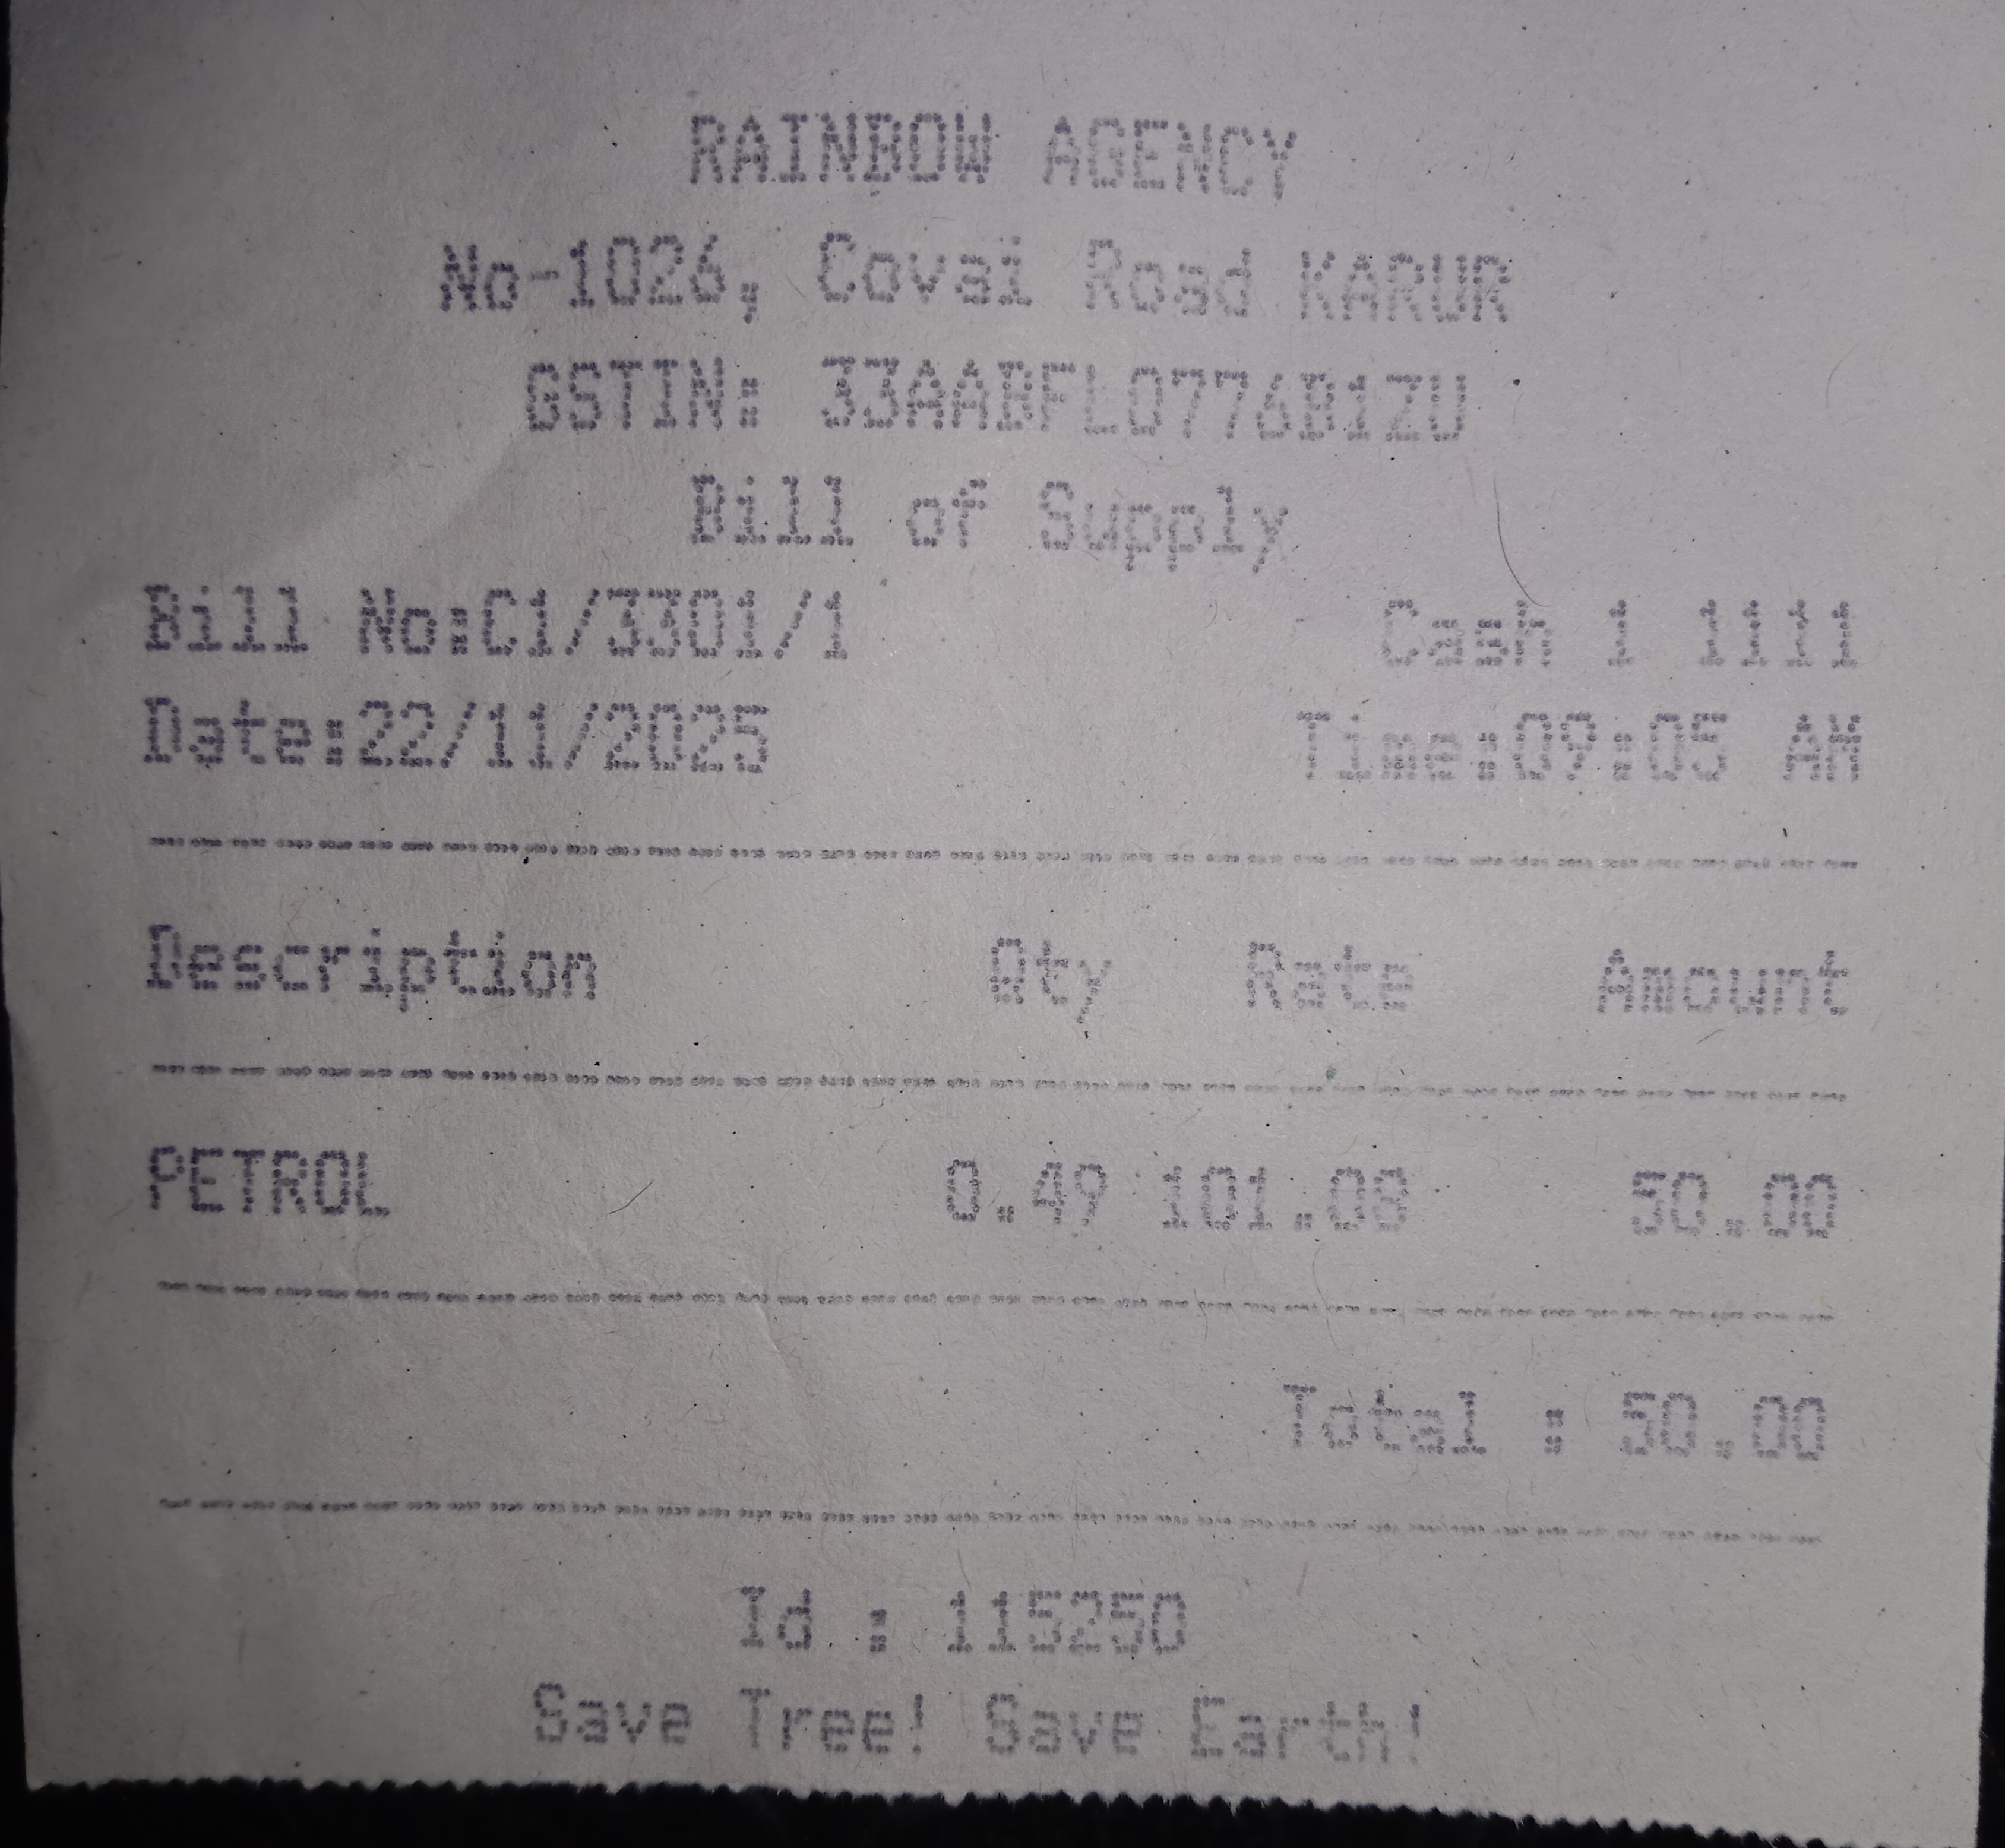 RAINBOW AGENCY
No-1026, Covai Road KARUR
GSTIN:
Bill of Supply
Bill No:C1/3301/1 Cash 1 1111
Date:22/11/2025 Time:09:05 AM
Description Qty Rate Amount
PETROL 0.49 101.00 50.00
Total : 50.00
Id : 115250
Save Tree! Save Earth!